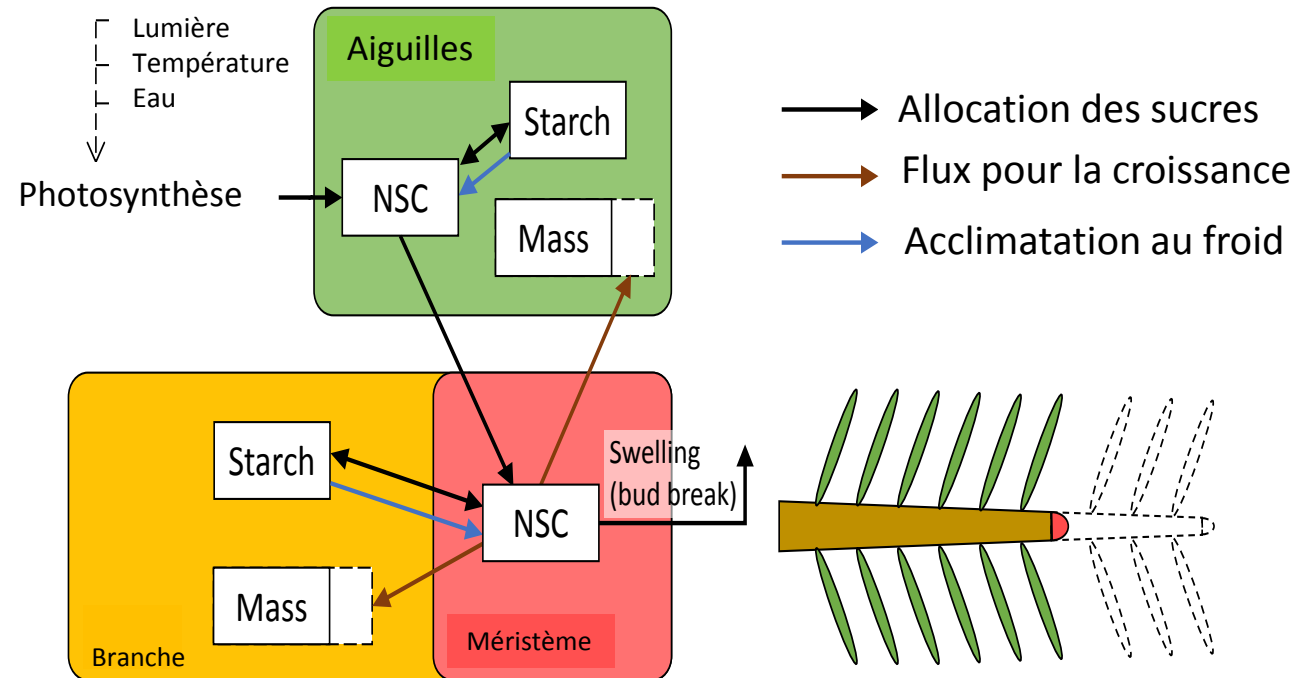 Lumière
Température
Eau
Photosynthèse
Aiguilles
Starch
NSC
Mass
Allocation des sucres
Flux pour la croissance
Acclimatation au froid
Starch
Mass
Branche
NSC
Méristème
Swelling
(bud break)